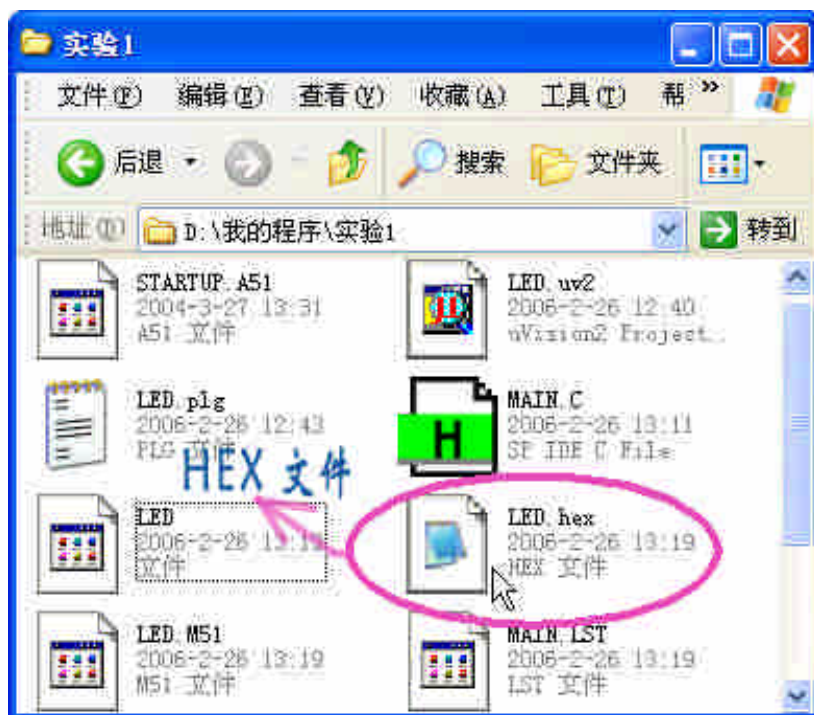 实验1
文件(F) 编辑(E) 查看(V) 收藏(A) 工具(T) 帮 »
后退 搜索 文件夹
地址(D) D:\我的程序\实验1 转到
STARTUP.A51
2004-3-27 13:31
A51 文件
LED.uv2
2006-2-26 12:40
uVision2 Project...
LED.plg
2006-2-26 12:43
PLG 文件
MAIN.C
2006-2-26 13:11
SP IDE C File
HEX 文件
LED
2006-2-26 13:19
文件
LED.hex
2006-2-26 13:19
HEX 文件
LED.M51
2006-2-26 13:19
M51 文件
MAIN.LST
2006-2-26 13:19
LST 文件